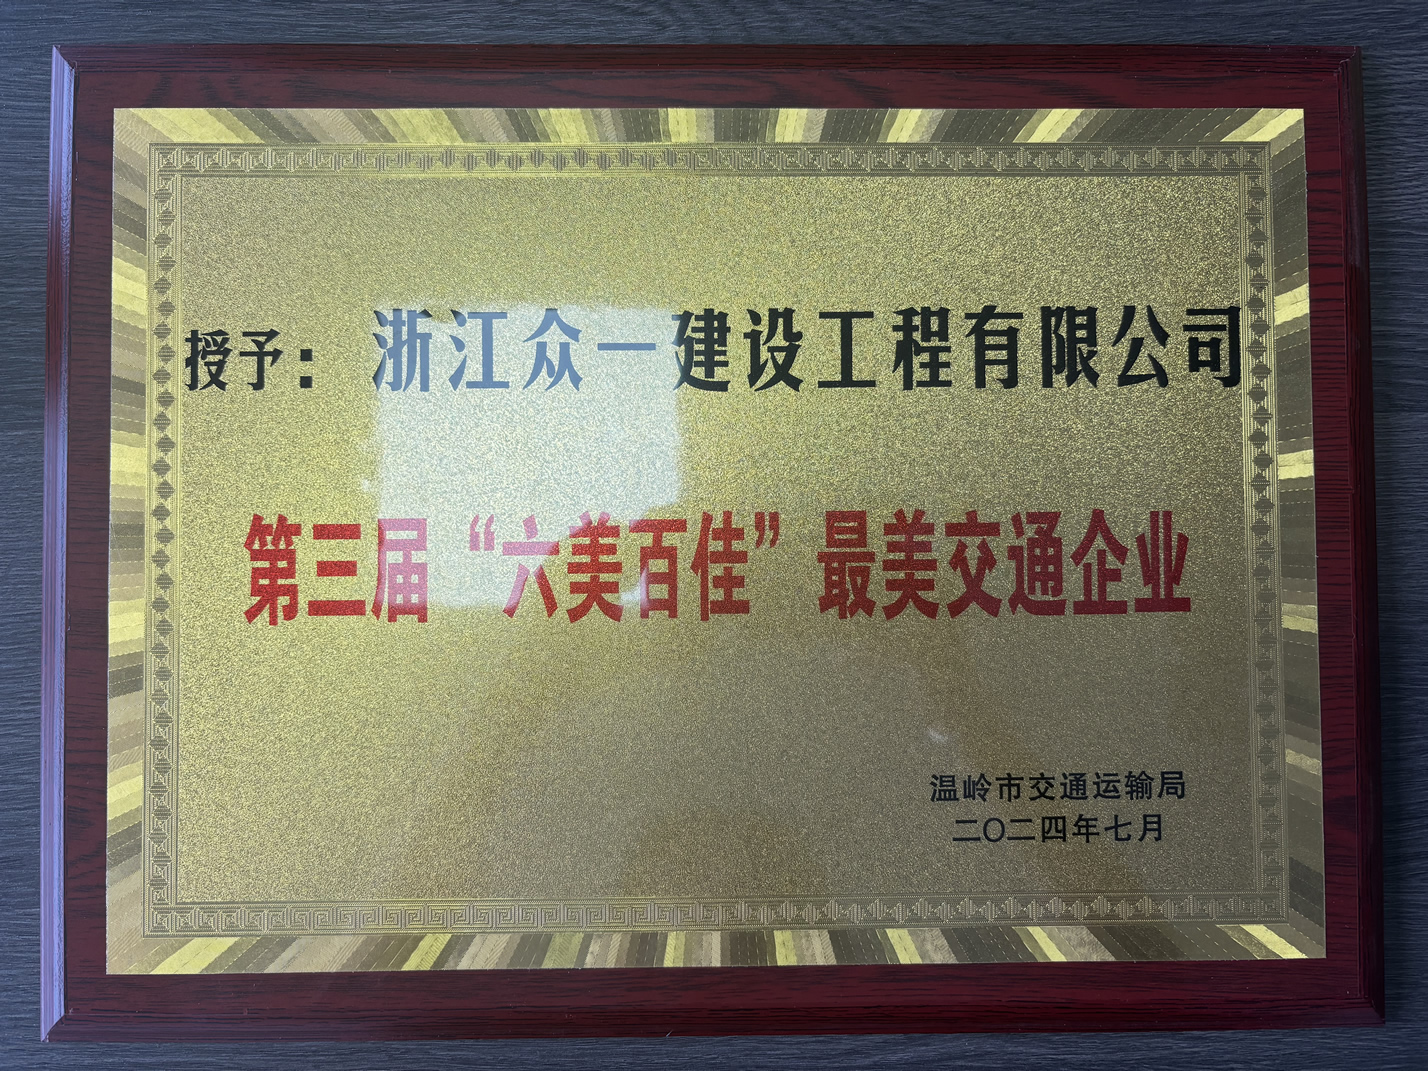 授予：浙江众一建设工程有限公司
第三届“六美百佳”最美交通企业
温岭市交通运输局
二〇二四年七月